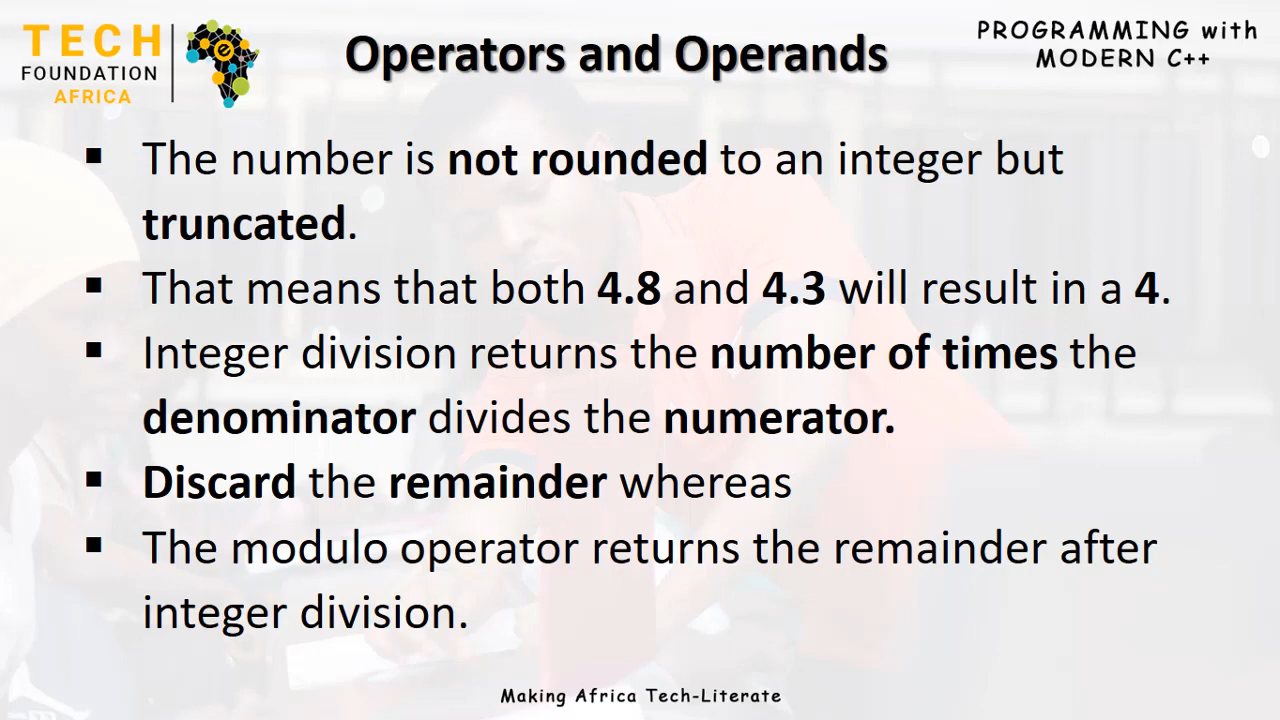 TECH
FOUNDATION
AFRICA
e
Operators and Operands
PROGRAMMING with
MODERN C++
▪ The number is not rounded to an integer but
truncated.
▪ That means that both 4.8 and 4.3 will result in a 4.
▪ Integer division returns the number of times the
denominator divides the numerator.
▪ Discard the remainder whereas
▪ The modulo operator returns the remainder after
integer division.
Making Africa Tech-Literate